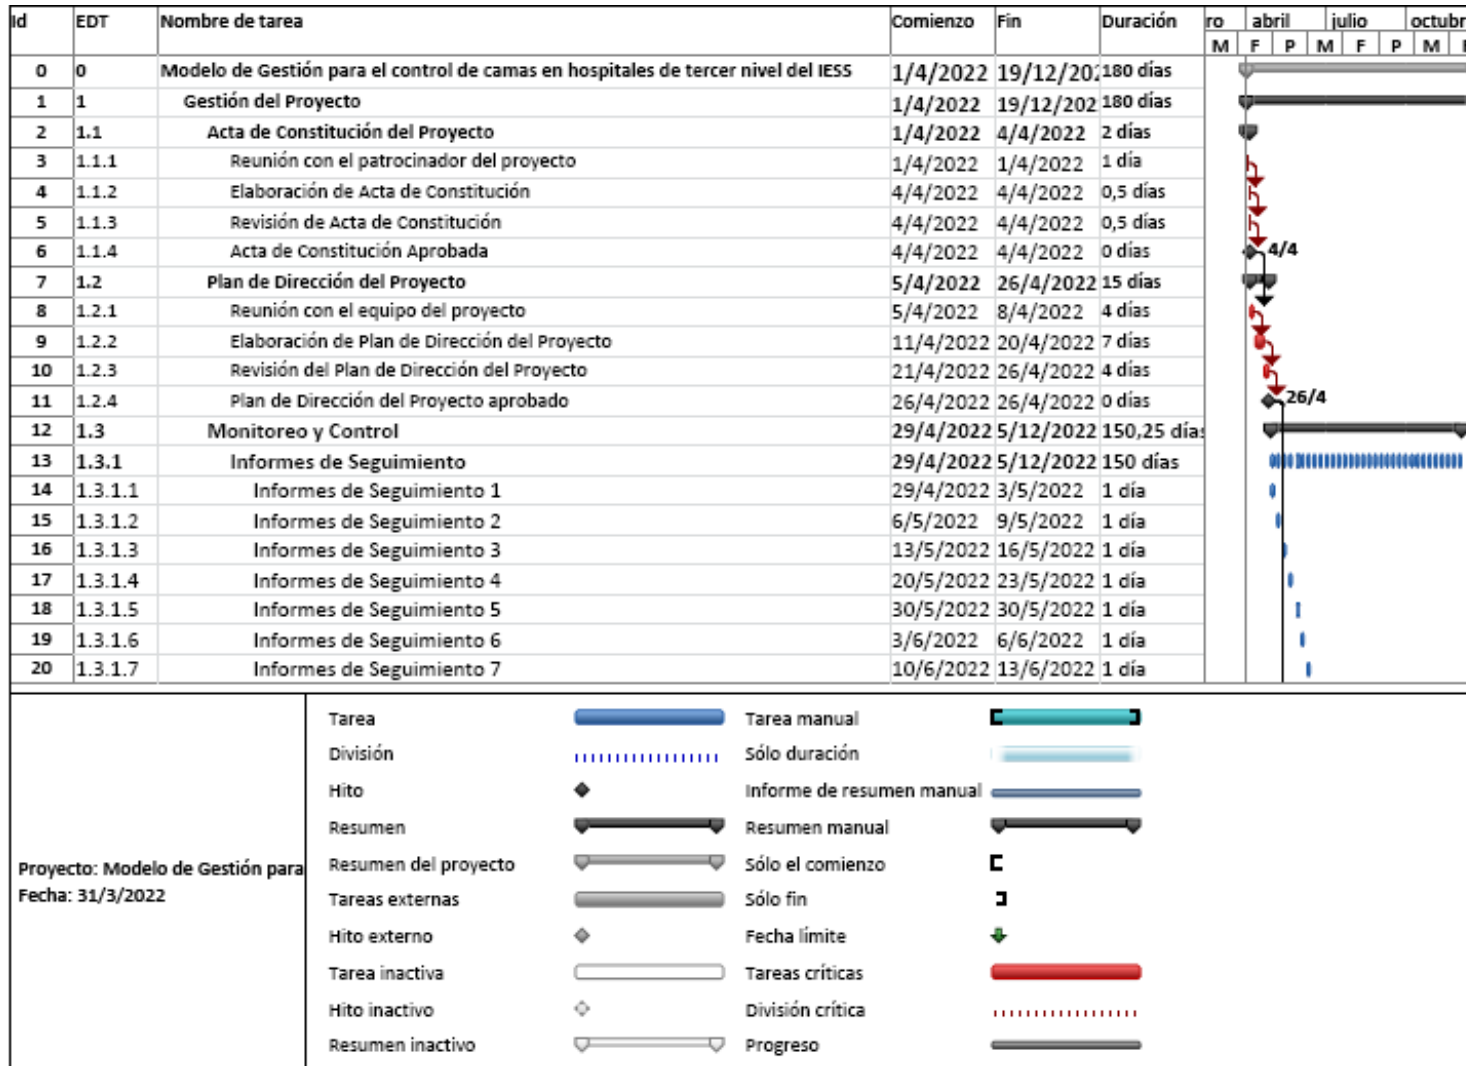 Id EDT Nombre de tarea Comienzo Fin Duración ro abril julio octubr
M F P M F P M
0 0 Modelo de Gestión para el control de camas en hospitales de tercer nivel del IESS 1/4/2022 19/12/202 180 días
1 1 Gestión del Proyecto 1/4/2022 19/12/202 180 días
2 1.1 Acta de Constitución del Proyecto 1/4/2022 4/4/2022 2 días
3 1.1.1 Reunión con el patrocinador del proyecto 1/4/2022 1/4/2022 1 día
4 1.1.2 Elaboración de Acta de Constitución 4/4/2022 4/4/2022 0,5 días
5 1.1.3 Revisión de Acta de Constitución 4/4/2022 4/4/2022 0,5 días
6 1.1.4 Acta de Constitución Aprobada 4/4/2022 4/4/2022 0 días 4/4
7 1.2 Plan de Dirección del Proyecto 5/4/2022 26/4/2022 15 días
8 1.2.1 Reunión con el equipo del proyecto 5/4/2022 8/4/2022 4 días
9 1.2.2 Elaboración de Plan de Dirección del Proyecto 11/4/2022 20/4/2022 7 días
10 1.2.3 Revisión del Plan de Dirección del Proyecto 21/4/2022 26/4/2022 4 días
11 1.2.4 Plan de Dirección del Proyecto aprobado 26/4/2022 26/4/2022 0 días 26/4
12 1.3 Monitoreo y Control 29/4/2022 5/12/2022 150,25 días
13 1.3.1 Informes de Seguimiento 29/4/2022 5/12/2022 150 días
14 1.3.1.1 Informes de Seguimiento 1 29/4/2022 3/5/2022 1 día
15 1.3.1.2 Informes de Seguimiento 2 6/5/2022 9/5/2022 1 día
16 1.3.1.3 Informes de Seguimiento 3 13/5/2022 16/5/2022 1 día
17 1.3.1.4 Informes de Seguimiento 4 20/5/2022 23/5/2022 1 día
18 1.3.1.5 Informes de Seguimiento 5 30/5/2022 30/5/2022 1 día
19 1.3.1.6 Informes de Seguimiento 6 3/6/2022 6/6/2022 1 día
20 1.3.1.7 Informes de Seguimiento 7 10/6/2022 13/6/2022 1 día
Proyecto: Modelo de Gestión para
Fecha: 31/3/2022
Tarea
División
Hito
Resumen
Resumen del proyecto
Tareas externas
Hito externo
Tarea inactiva
Hito inactivo
Resumen inactivo
Tarea manual
Sólo duración
Informe de resumen manual
Resumen manual
Sólo el comienzo
Sólo fin
Fecha límite
Tareas críticas
División crítica
Progreso